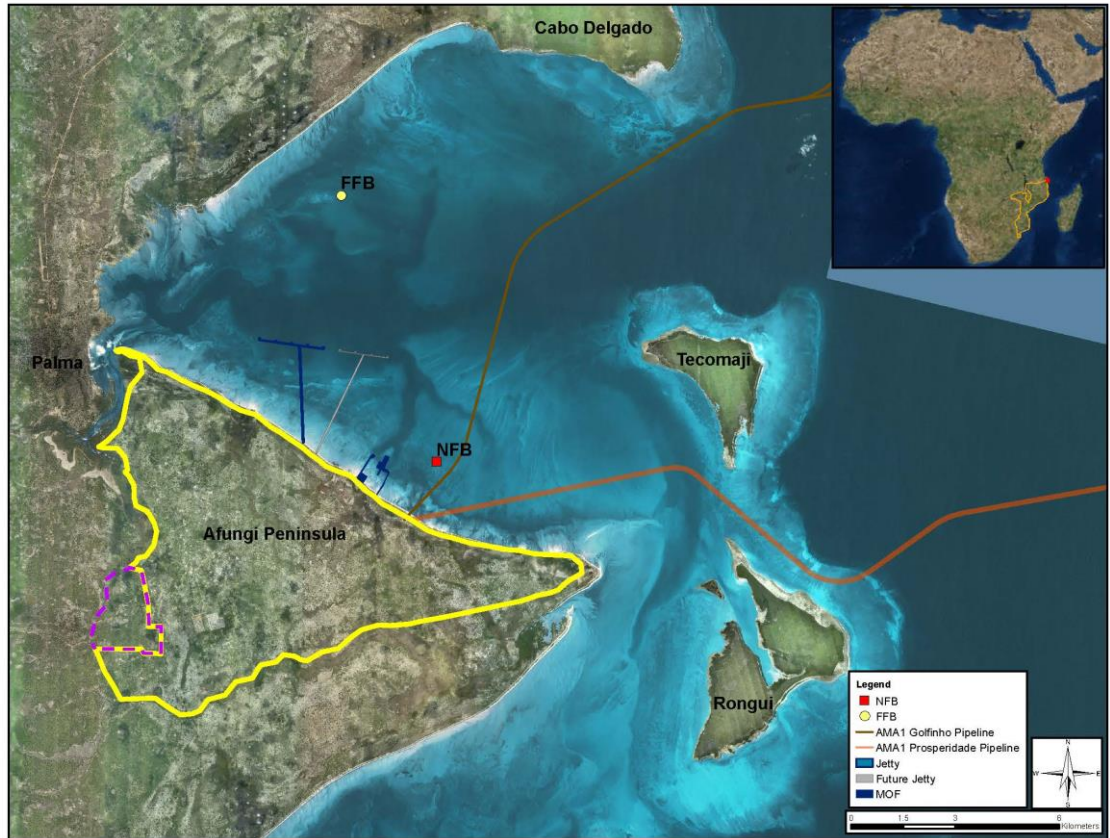 Cabo Delgado
FFB
Palma
Tecomaji
NFB
Afungi Peninsula
Rongui
Legend
NFB
FFB
AMA1 Golfinho Pipeline
AMA1 Prosperidade Pipeline
Jetty
Future Jetty
MOF
N
W
E
S
0 1.5 3 6
Kilometers